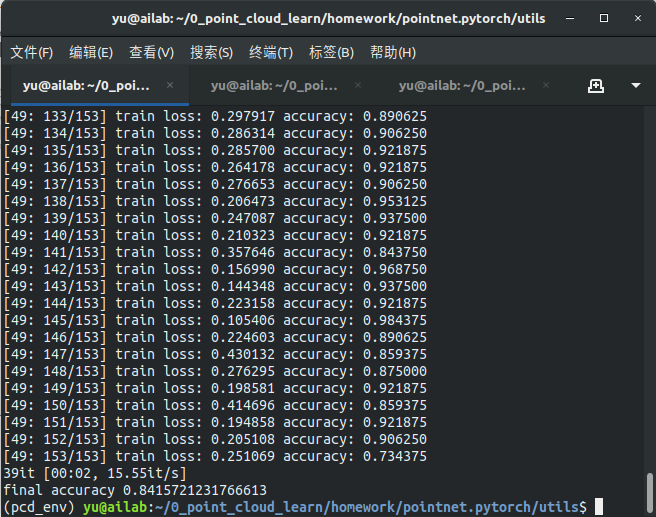 yu@ailab: ~/0_point_cloud_learn/homework/pointnet.pytorch/utils
文件(F) 编辑(E) 查看(V) 搜索(S) 终端(T) 标签(B) 帮助(H)
yu@ailab: ~/0_poi... × yu@ailab: ~/0_poi... × yu@ailab: ~/0_poi... ×
[49: 133/153] train loss: 0.297917 accuracy: 0.890625
[49: 134/153] train loss: 0.286314 accuracy: 0.906250
[49: 135/153] train loss: 0.285700 accuracy: 0.921875
[49: 136/153] train loss: 0.264178 accuracy: 0.921875
[49: 137/153] train loss: 0.276653 accuracy: 0.906250
[49: 138/153] train loss: 0.206473 accuracy: 0.953125
[49: 139/153] train loss: 0.247087 accuracy: 0.937500
[49: 140/153] train loss: 0.210323 accuracy: 0.921875
[49: 141/153] train loss: 0.357646 accuracy: 0.843750
[49: 142/153] train loss: 0.156990 accuracy: 0.968750
[49: 143/153] train loss: 0.144348 accuracy: 0.937500
[49: 144/153] train loss: 0.223158 accuracy: 0.921875
[49: 145/153] train loss: 0.105406 accuracy: 0.984375
[49: 146/153] train loss: 0.224603 accuracy: 0.890625
[49: 147/153] train loss: 0.430132 accuracy: 0.859375
[49: 148/153] train loss: 0.276295 accuracy: 0.875000
[49: 149/153] train loss: 0.198581 accuracy: 0.921875
[49: 150/153] train loss: 0.414696 accuracy: 0.859375
[49: 151/153] train loss: 0.194858 accuracy: 0.921875
[49: 152/153] train loss: 0.205108 accuracy: 0.906250
[49: 153/153] train loss: 0.251069 accuracy: 0.734375
39it [00:02, 15.55it/s]
final accuracy 0.8415721231766613
(pcd_env) yu@ailab:~/0_point_cloud_learn/homework/pointnet.pytorch/utils$